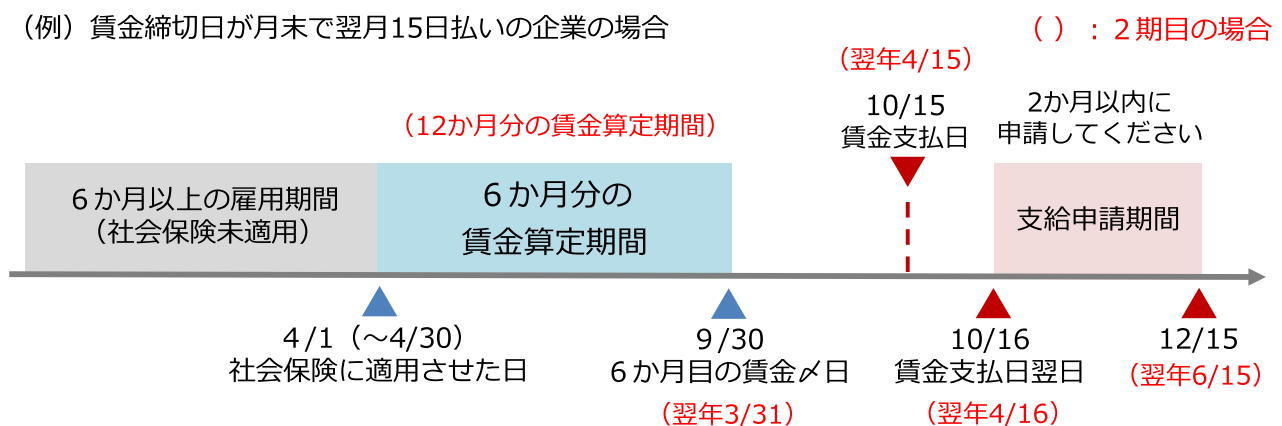 （例）賃金締切日が月末で翌月15日払いの企業の場合
（ ）：２期目の場合
（翌年4/15）
10/15
賃金支払日
2か月以内に
申請してください
（12か月分の賃金算定期間）
６か月以上の雇用期間
（社会保険未適用）
６か月分の
賃金算定期間
支給申請期間
４/1（～4/30）
社会保険に適用させた日
９/30
６か月目の賃金〆日
（翌年3/31）
10/16
賃金支払日翌日
（翌年4/16）
12/15
（翌年6/15）